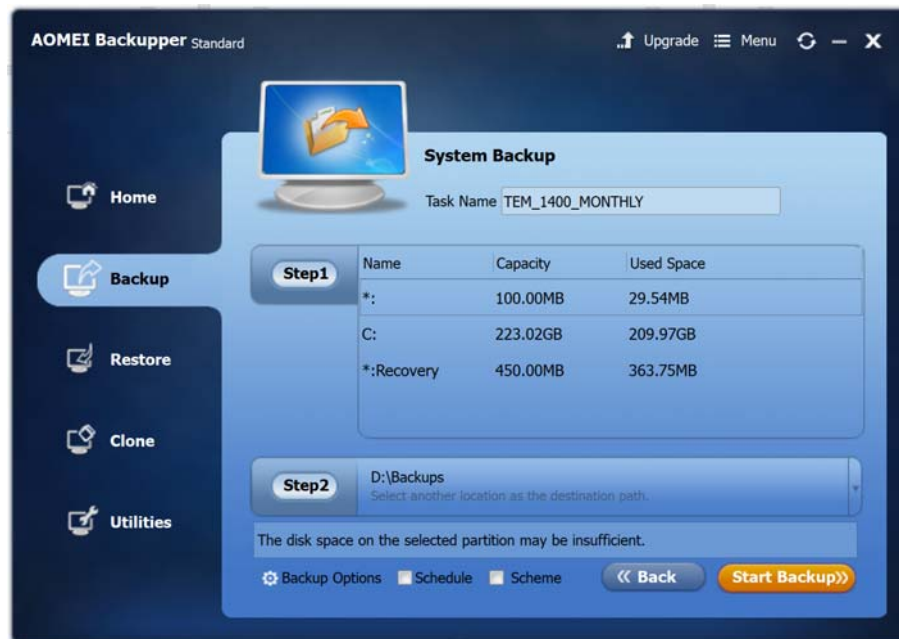 AOMEI Backupper Standard Upgrade Menu
System Backup
Task Name TEM_1400_MONTHLY
Home
Backup
Restore
Clone
Utilities
Step1
Name Capacity Used Space
*: 100.00MB 29.54MB
C: 223.02GB 209.97GB
*:Recovery 450.00MB 363.75MB
Step2
D:\Backups
Select another location as the destination path.
The disk space on the selected partition may be insufficient.
Backup Options Schedule Scheme Back Start Backup